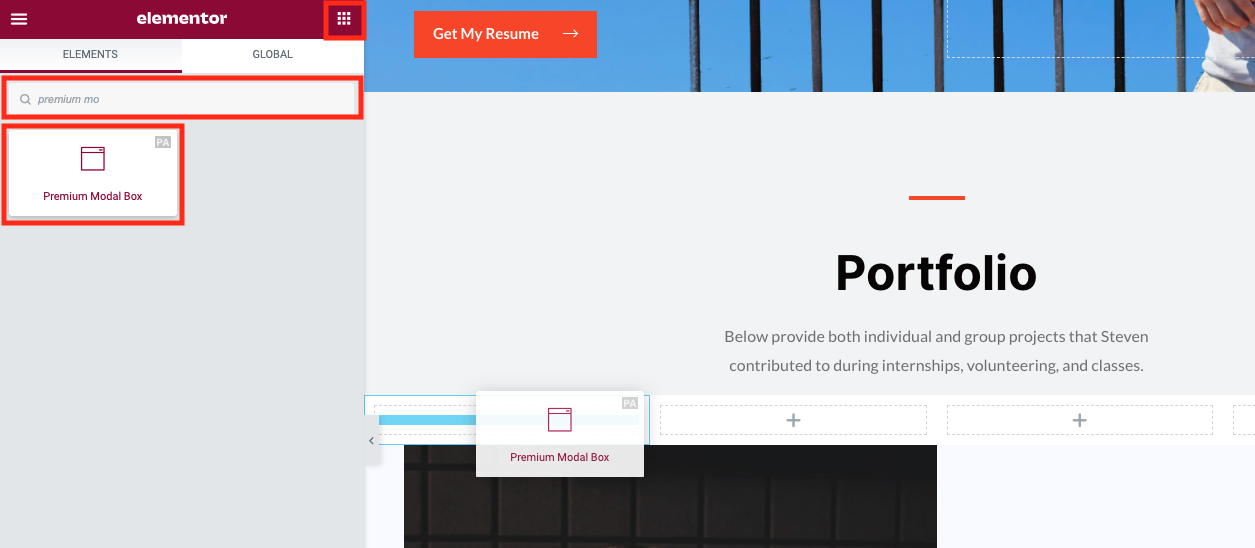 elementor
ELEMENTS
GLOBAL
premium mo
PA
Premium Modal Box
Get My Resume
Portfolio
Below provide both individual and group projects that Steven
contributed to during internships, volunteering, and classes.
PA
Premium Modal Box